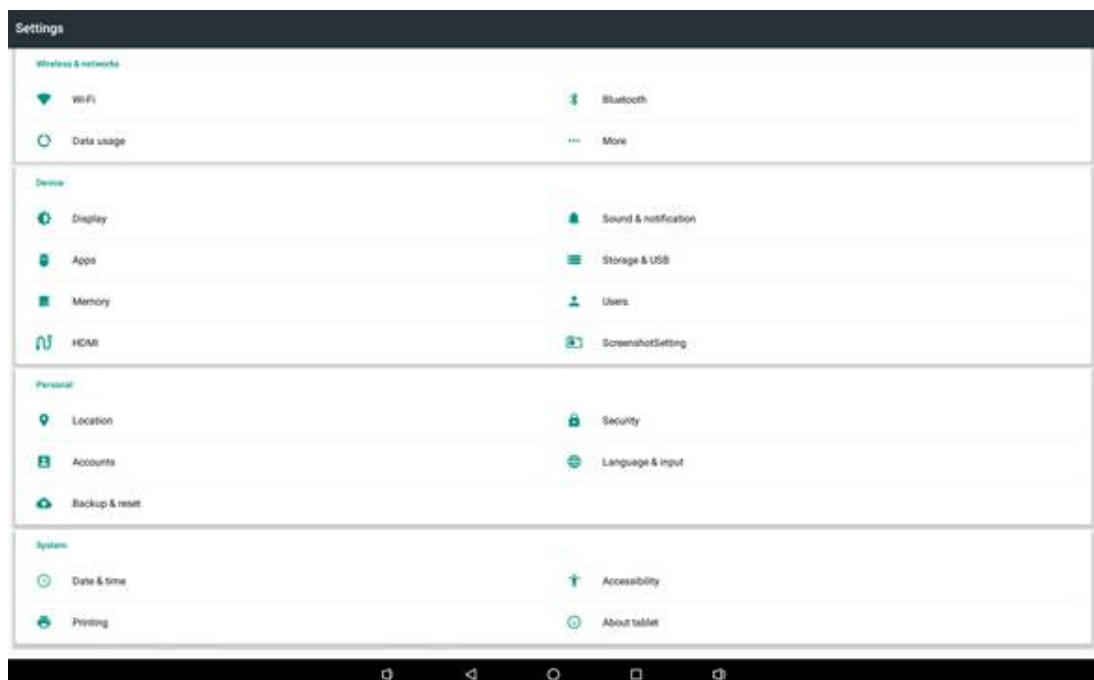 Settings
Wireless & networks
Wi-Fi
Bluetooth
Data usage
More
Device
Display
Sound & notification
Apps
Storage & USB
Memory
Users
HDMI
ScreenshotSetting
Personal
Location
Security
Accounts
Language & input
Backup & reset
System
Date & time
Accessibility
Printing
About tablet